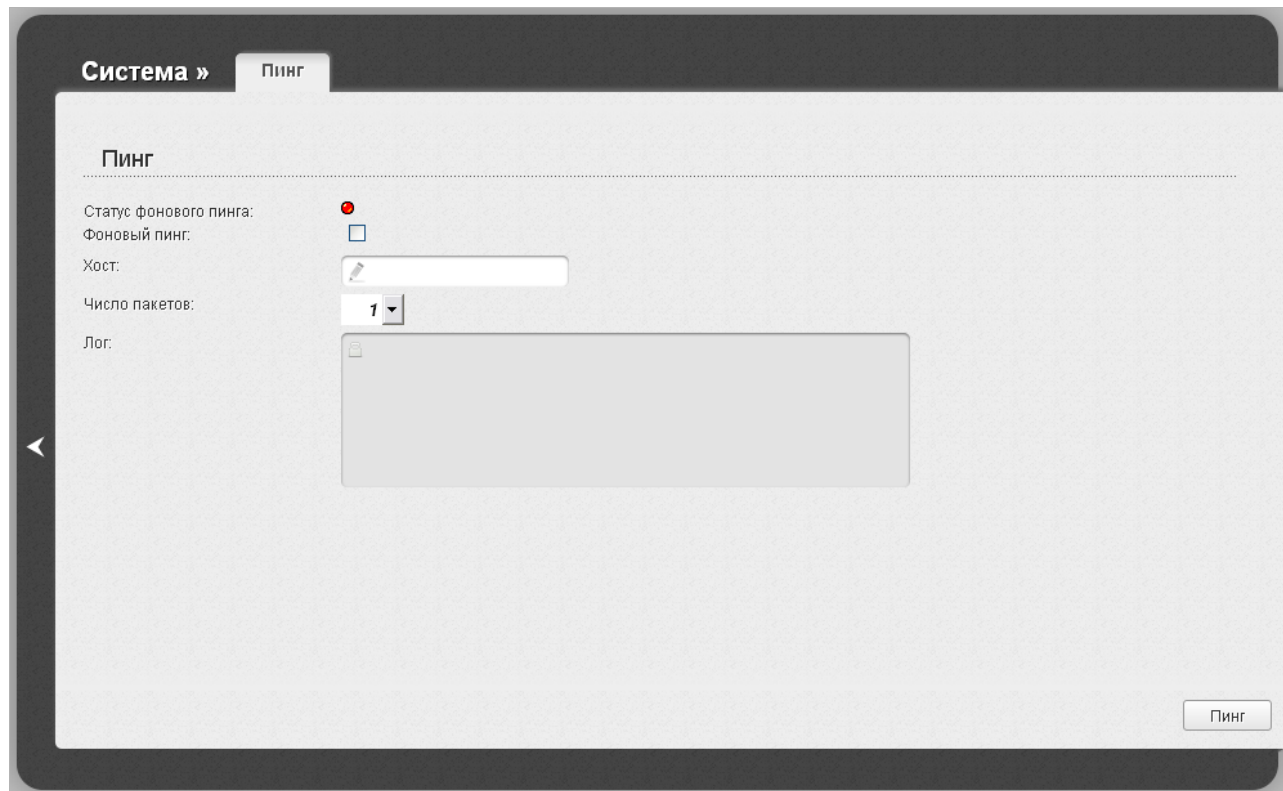 Система » Пинг
Пинг
Статус фонового пинга:
Фоновый пинг:
Хост:
Число пакетов: 1
Лог:
Пинг